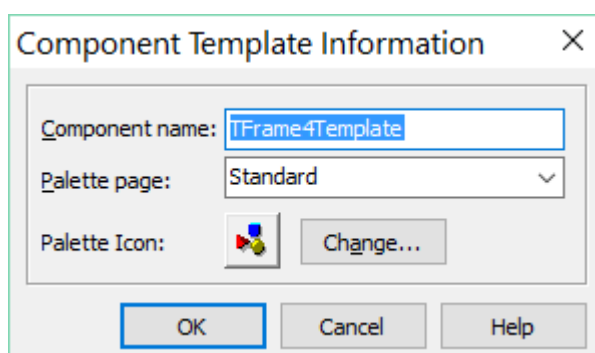 Component Template Information
Component name: TFrame4Template
Palette page: Standard
Palette Icon: Change...
OK Cancel Help